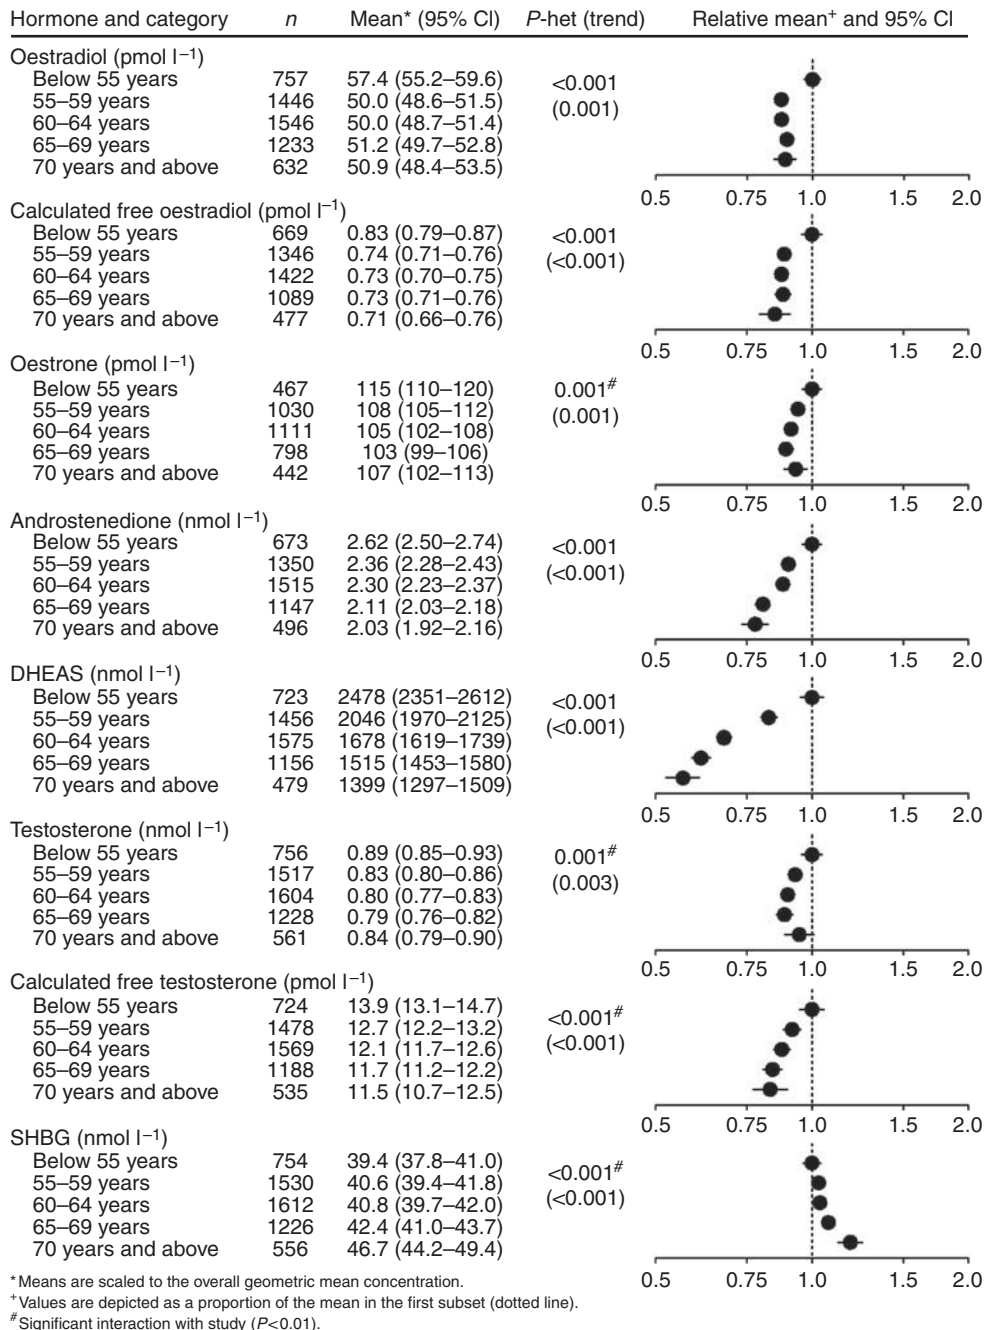 Hormone and category n Mean* (95% CI) P-het (trend) Relative mean+ and 95% CI
Oestradiol (pmol l−1)
Below 55 years 757 57.4 (55.2–59.6) <0.001
55–59 years 1446 50.0 (48.6–51.5) (0.001)
60–64 years 1546 50.0 (48.7–51.4)
65–69 years 1233 51.2 (49.7–52.8)
70 years and above 632 50.9 (48.4–53.5)
0.5 0.75 1.0 1.5 2.0
Calculated free oestradiol (pmol l−1)
Below 55 years 669 0.83 (0.79–0.87) <0.001
55–59 years 1346 0.74 (0.71–0.76) (<0.001)
60–64 years 1422 0.73 (0.70–0.75)
65–69 years 1089 0.73 (0.71–0.76)
70 years and above 477 0.71 (0.66–0.76)
0.5 0.75 1.0 1.5 2.0
Oestrone (pmol l−1)
Below 55 years 467 115 (110–120) 0.001#
55–59 years 1030 108 (105–112) (0.001)
60–64 years 1111 105 (102–108)
65–69 years 798 103 (99–106)
70 years and above 442 107 (102–113)
0.5 0.75 1.0 1.5 2.0
Androstenedione (nmol l−1)
Below 55 years 673 2.62 (2.50–2.74) <0.001
55–59 years 1350 2.36 (2.28–2.43) (<0.001)
60–64 years 1515 2.30 (2.23–2.37)
65–69 years 1147 2.11 (2.03–2.18)
70 years and above 496 2.03 (1.92–2.16)
0.5 0.75 1.0 1.5 2.0
DHEAS (nmol l−1)
Below 55 years 723 2478 (2351–2612) <0.001
55–59 years 1456 2046 (1970–2125) (<0.001)
60–64 years 1575 1678 (1619–1739)
65–69 years 1156 1515 (1453–1580)
70 years and above 479 1399 (1297–1509)
0.5 0.75 1.0 1.5 2.0
Testosterone (nmol l−1)
Below 55 years 756 0.89 (0.85–0.93) 0.001#
55–59 years 1517 0.83 (0.80–0.86) (0.003)
60–64 years 1604 0.80 (0.77–0.83)
65–69 years 1228 0.79 (0.76–0.82)
70 years and above 561 0.84 (0.79–0.90)
0.5 0.75 1.0 1.5 2.0
Calculated free testosterone (pmol l−1)
Below 55 years 724 13.9 (13.1–14.7) <0.001#
55–59 years 1478 12.7 (12.2–13.2) (<0.001)
60–64 years 1569 12.1 (11.7–12.6)
65–69 years 1188 11.7 (11.2–12.2)
70 years and above 535 11.5 (10.7–12.5)
0.5 0.75 1.0 1.5 2.0
SHBG (nmol l−1)
Below 55 years 754 39.4 (37.8–41.0) <0.001#
55–59 years 1530 40.6 (39.4–41.8) (<0.001)
60–64 years 1612 40.8 (39.7–42.0)
65–69 years 1226 42.4 (41.0–43.7)
70 years and above 556 46.7 (44.2–49.4)
0.5 0.75 1.0 1.5 2.0
*Means are scaled to the overall geometric mean concentration.
+Values are depicted as a proportion of the mean in the first subset (dotted line).
#Significant interaction with study (P<0.01).